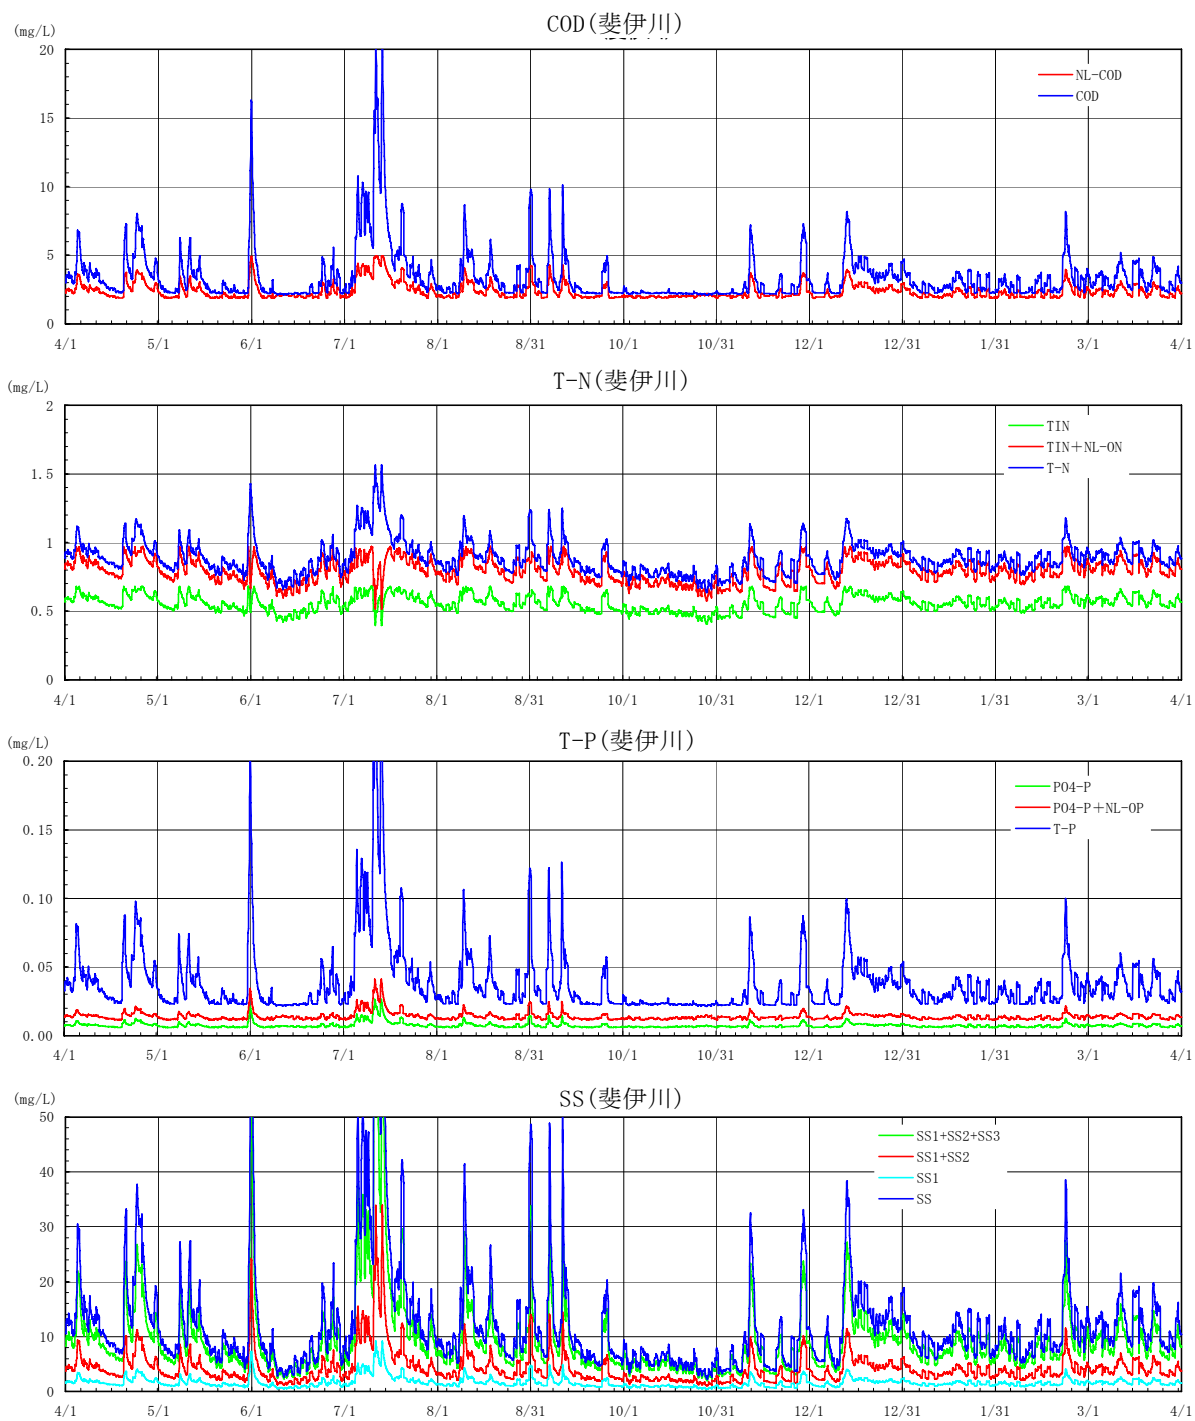 COD(斐伊川)
(mg/L)
20
15
10
5
0
NL-COD
COD
4/1 5/1 6/1 7/1 8/1 8/31 10/1 10/31 12/1 12/31 1/31 3/1 4/1
T-N(斐伊川)
(mg/L)
2
1.5
1
0.5
0
TIN
TIN＋NL-ON
T-N
4/1 5/1 6/1 7/1 8/1 8/31 10/1 10/31 12/1 12/31 1/31 3/1 4/1
T-P(斐伊川)
(mg/L)
0.20
0.15
0.10
0.05
0.00
PO4-P
PO4-P＋NL-OP
T-P
4/1 5/1 6/1 7/1 8/1 8/31 10/1 10/31 12/1 12/31 1/31 3/1 4/1
SS(斐伊川)
(mg/L)
50
40
30
20
10
0
SS1+SS2+SS3
SS1+SS2
SS1
SS
4/1 5/1 6/1 7/1 8/1 8/31 10/1 10/31 12/1 12/31 1/31 3/1 4/1